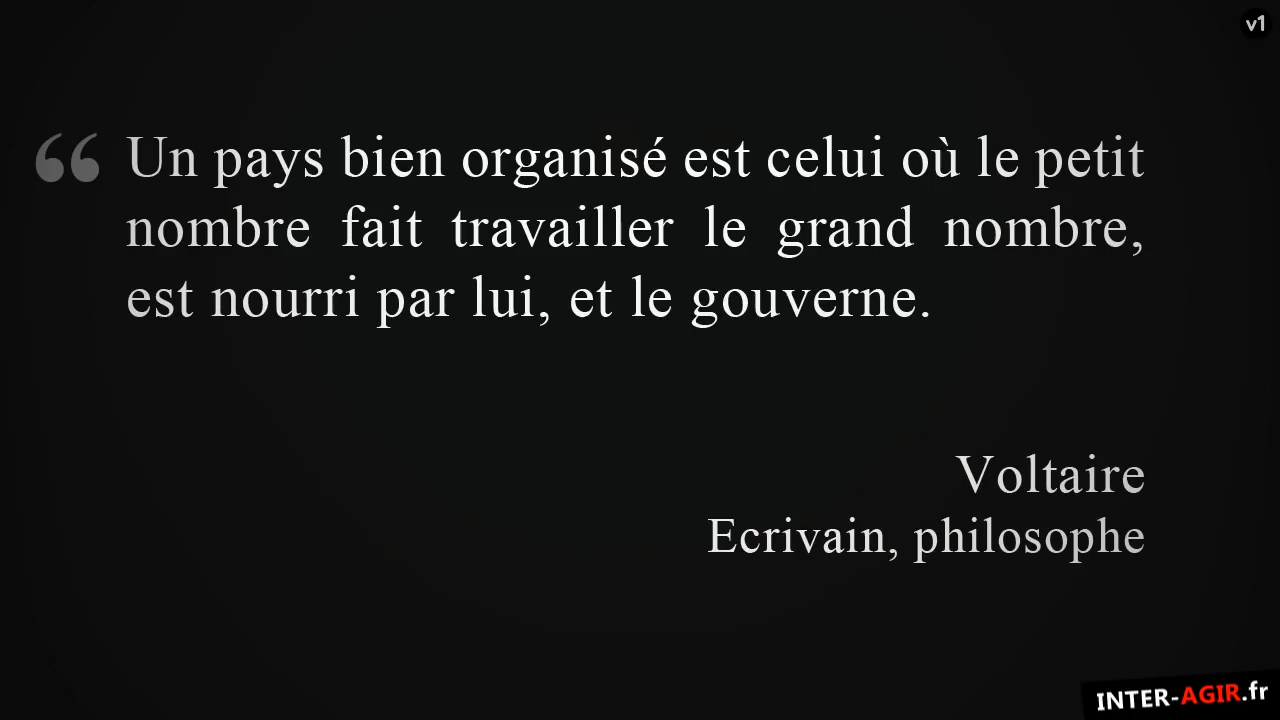 v1
“ Un pays bien organisé est celui où le petit
nombre fait travailler le grand nombre,
est nourri par lui, et le gouverne.
Voltaire
Ecrivain, philosophe
INTER-AGIR.fr